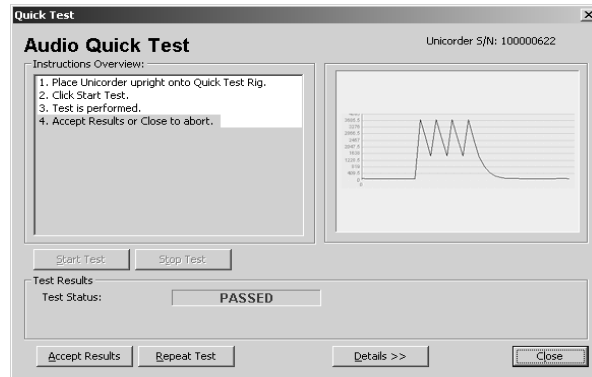 Quick Test
Audio Quick Test
Unicorder S/N: 100000622
Instructions Overview:
1. Place Unicorder upright onto Quick Test Rig.
2. Click Start Test.
3. Test is performed.
4. Accept Results or Close to abort.
0
0
Start Test
Stop Test
Test Results
Test Status:
PASSED
Accept Results
Repeat Test
Details >>
Close